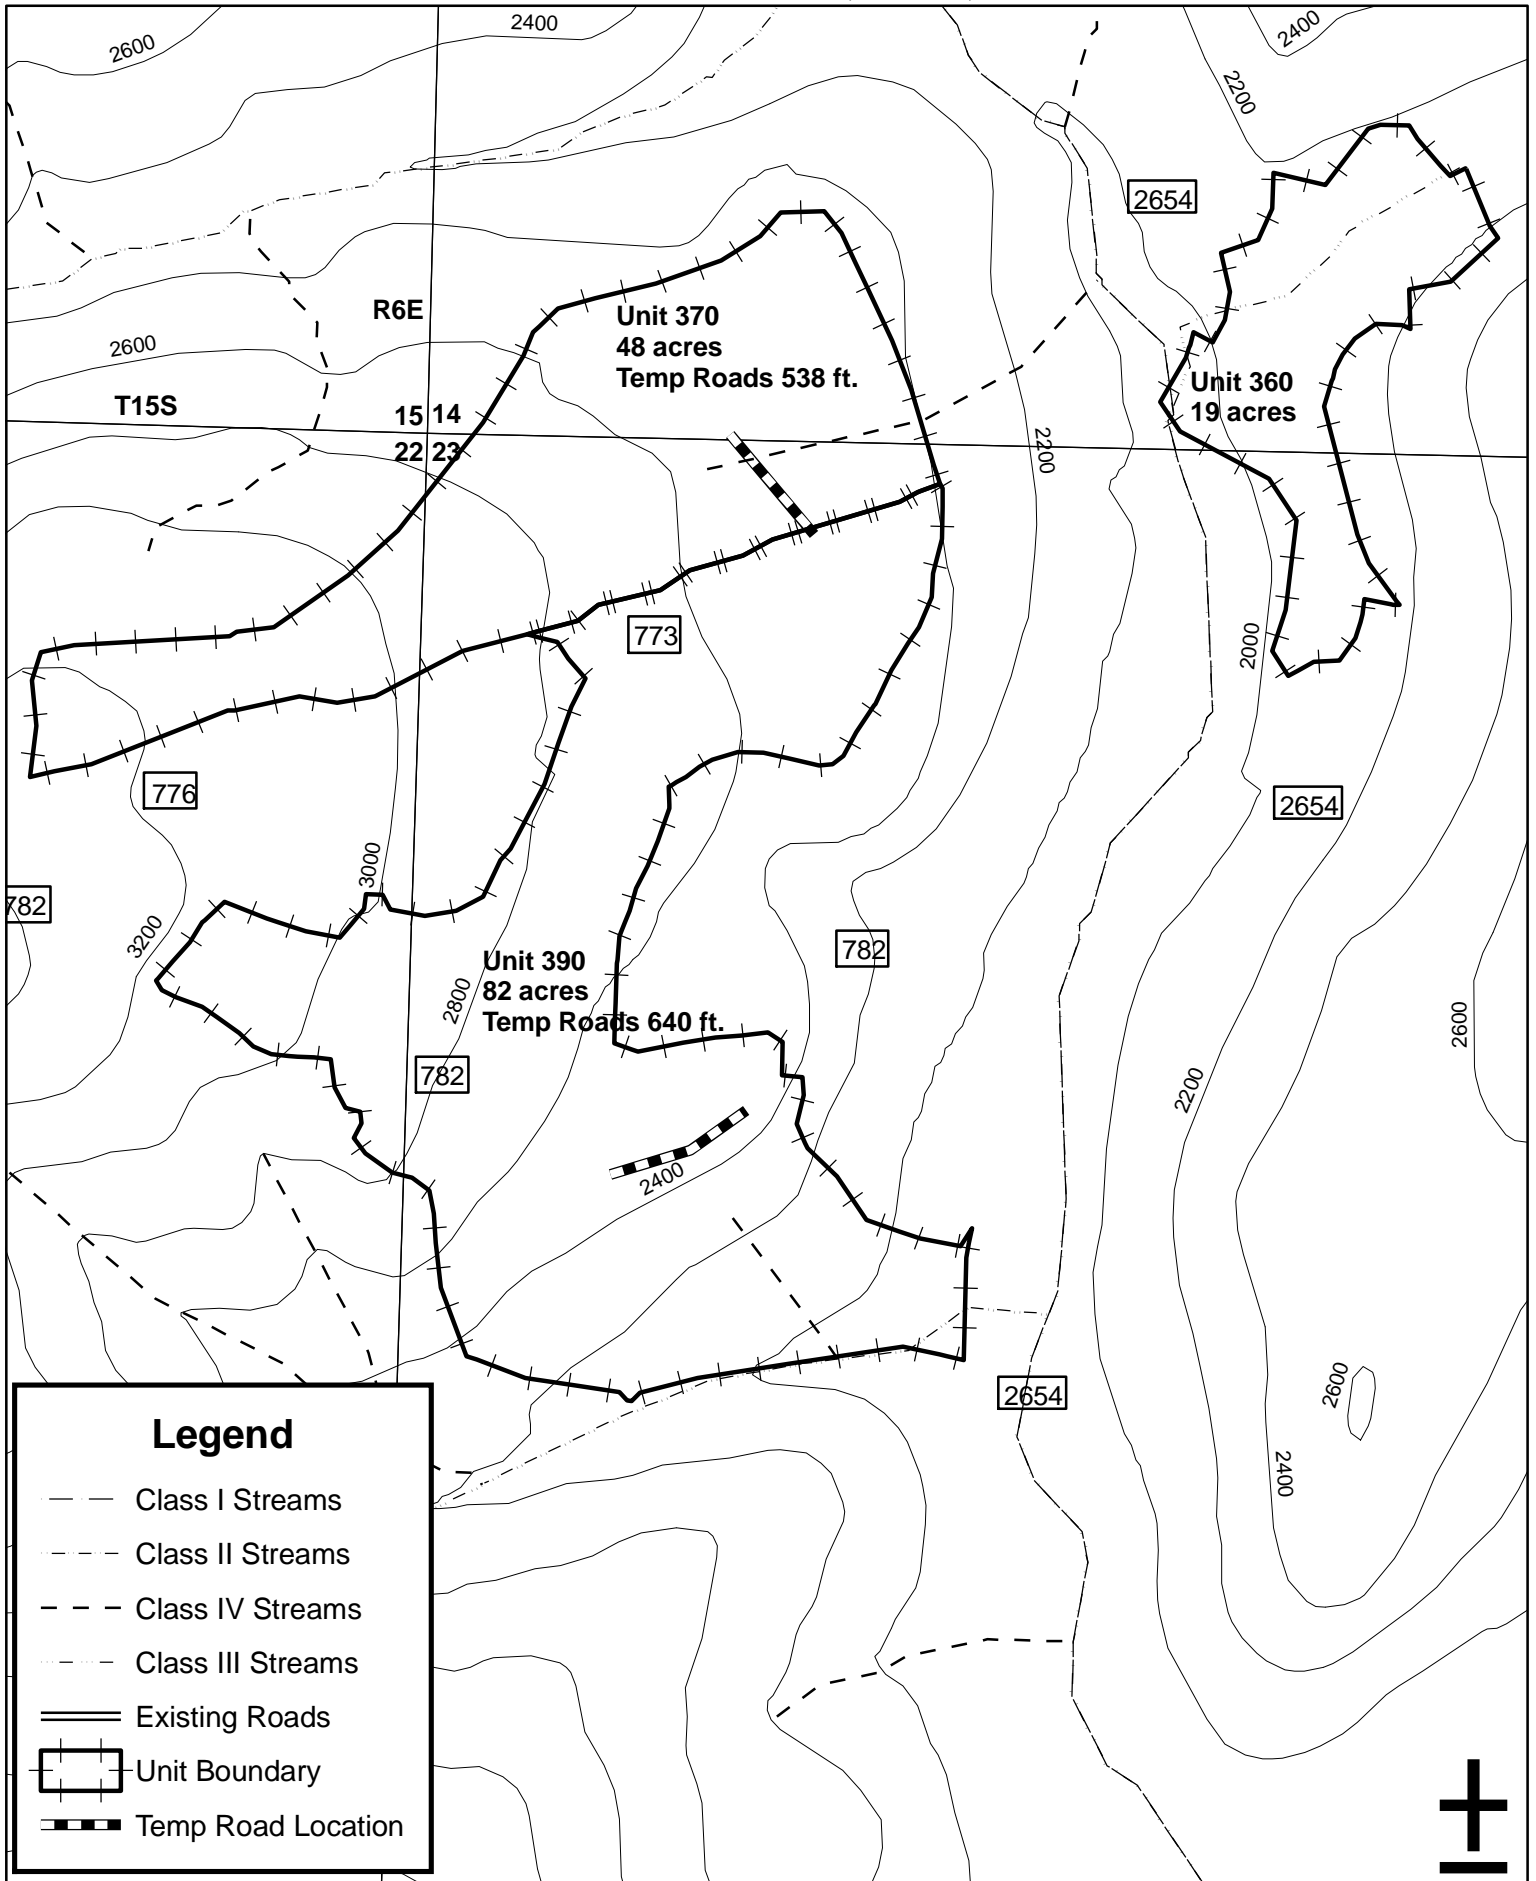 2600
2400
2400
2200
2654
R6E
Unit 370
48 acres
Temp Roads 538 ft.
2600
T15S
15 14
22 23
Unit 360
19 acres
2200
773
2000
776
2654
3000
782
3200
782
Unit 390
82 acres
Temp Roads 640 ft.
2800
2600
782
2200
2400
2654
2600
2400
Legend
Class I Streams
Class II Streams
Class IV Streams
Class III Streams
Existing Roads
Unit Boundary
Temp Road Location